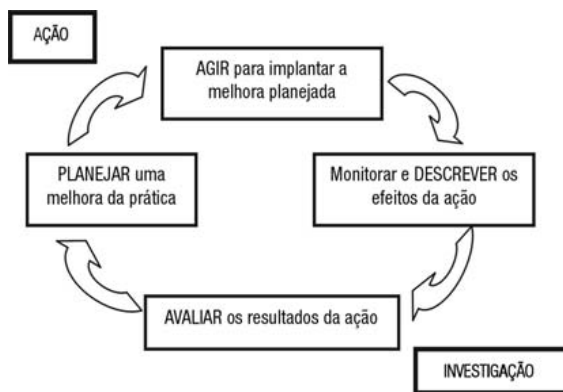 AÇÃO
AGIR para implantar a
melhora planejada
PLANEJAR uma
melhora da prática
Monitorar e DESCREVER os
efeitos da ação
AVALIAR os resultados da ação
INVESTIGAÇÃO